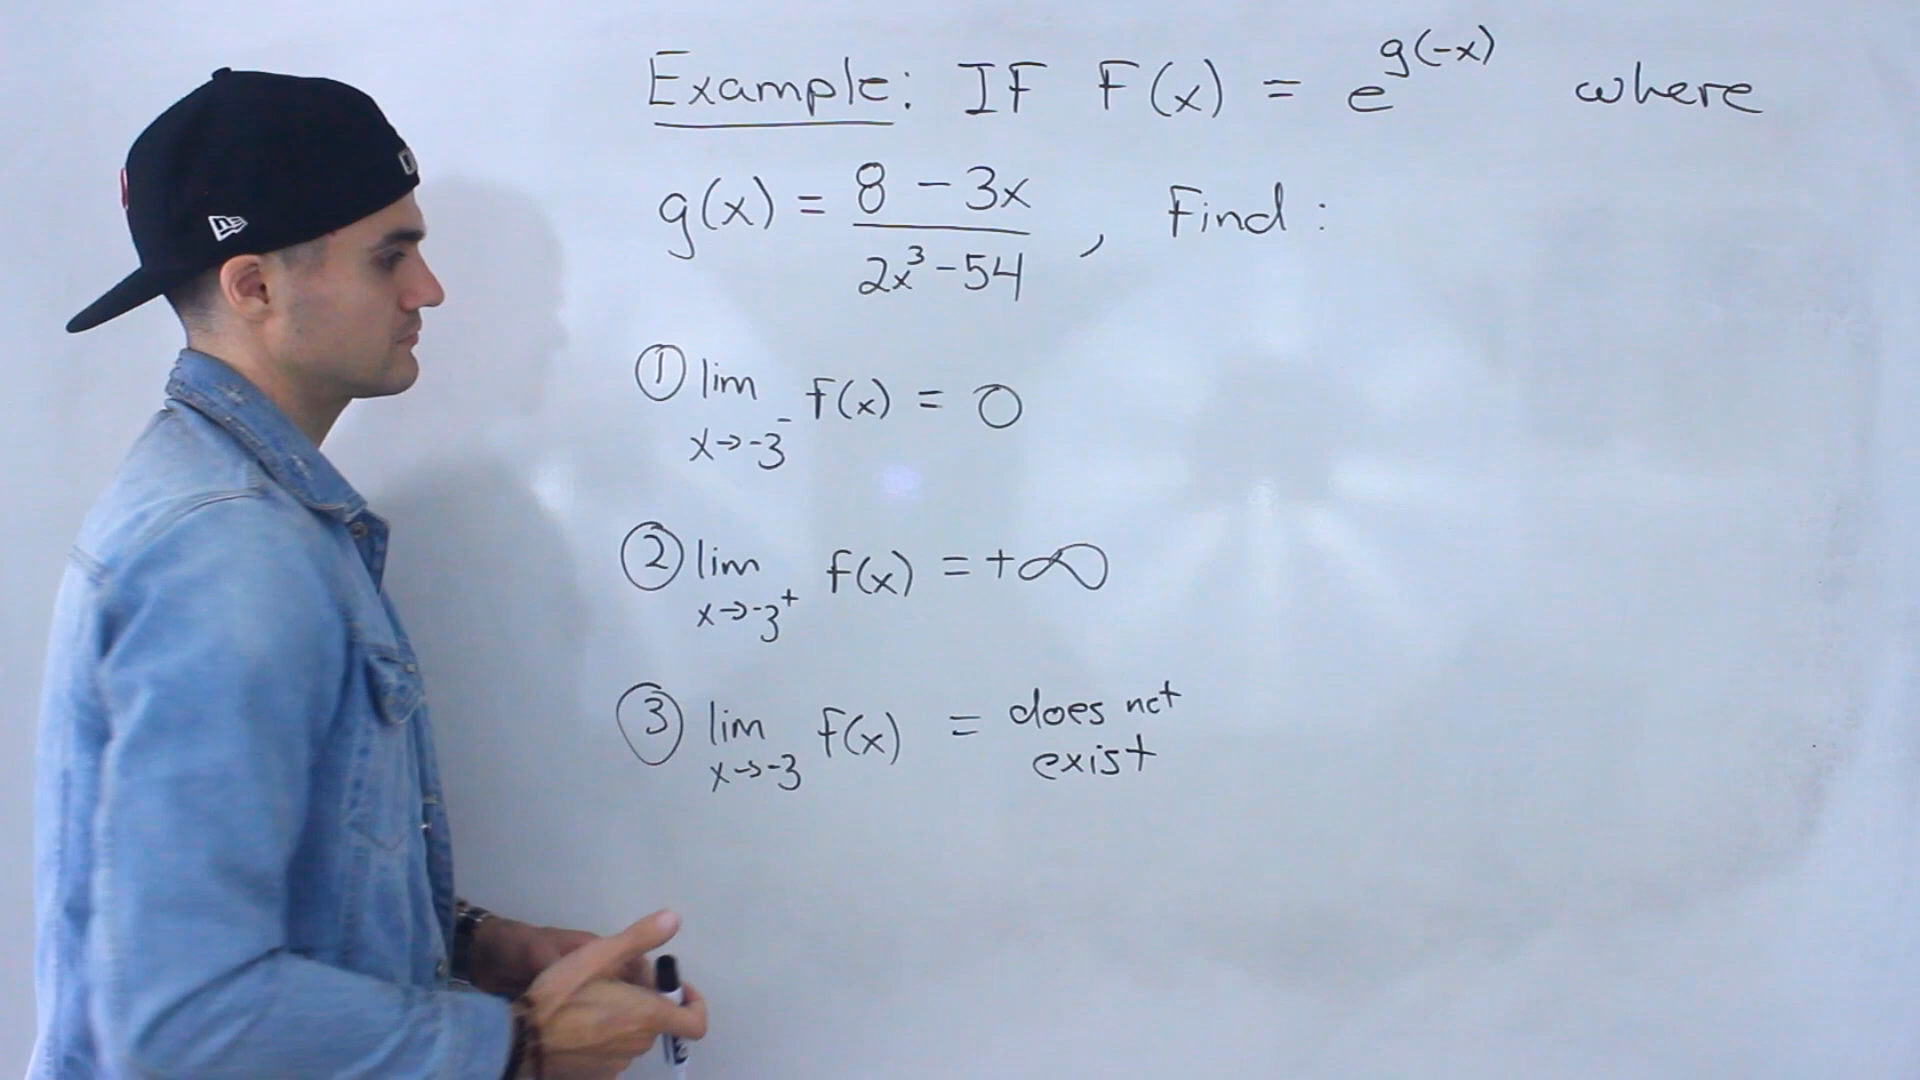 Example: IF F(x) = e^g(-x) where
g(x) = 8 - 3x / 2x³-54 , Find :
① lim x→-3⁻ f(x) = 0
② lim x→-3⁺ f(x) = +∞
③ lim x→-3 f(x) = does not exist